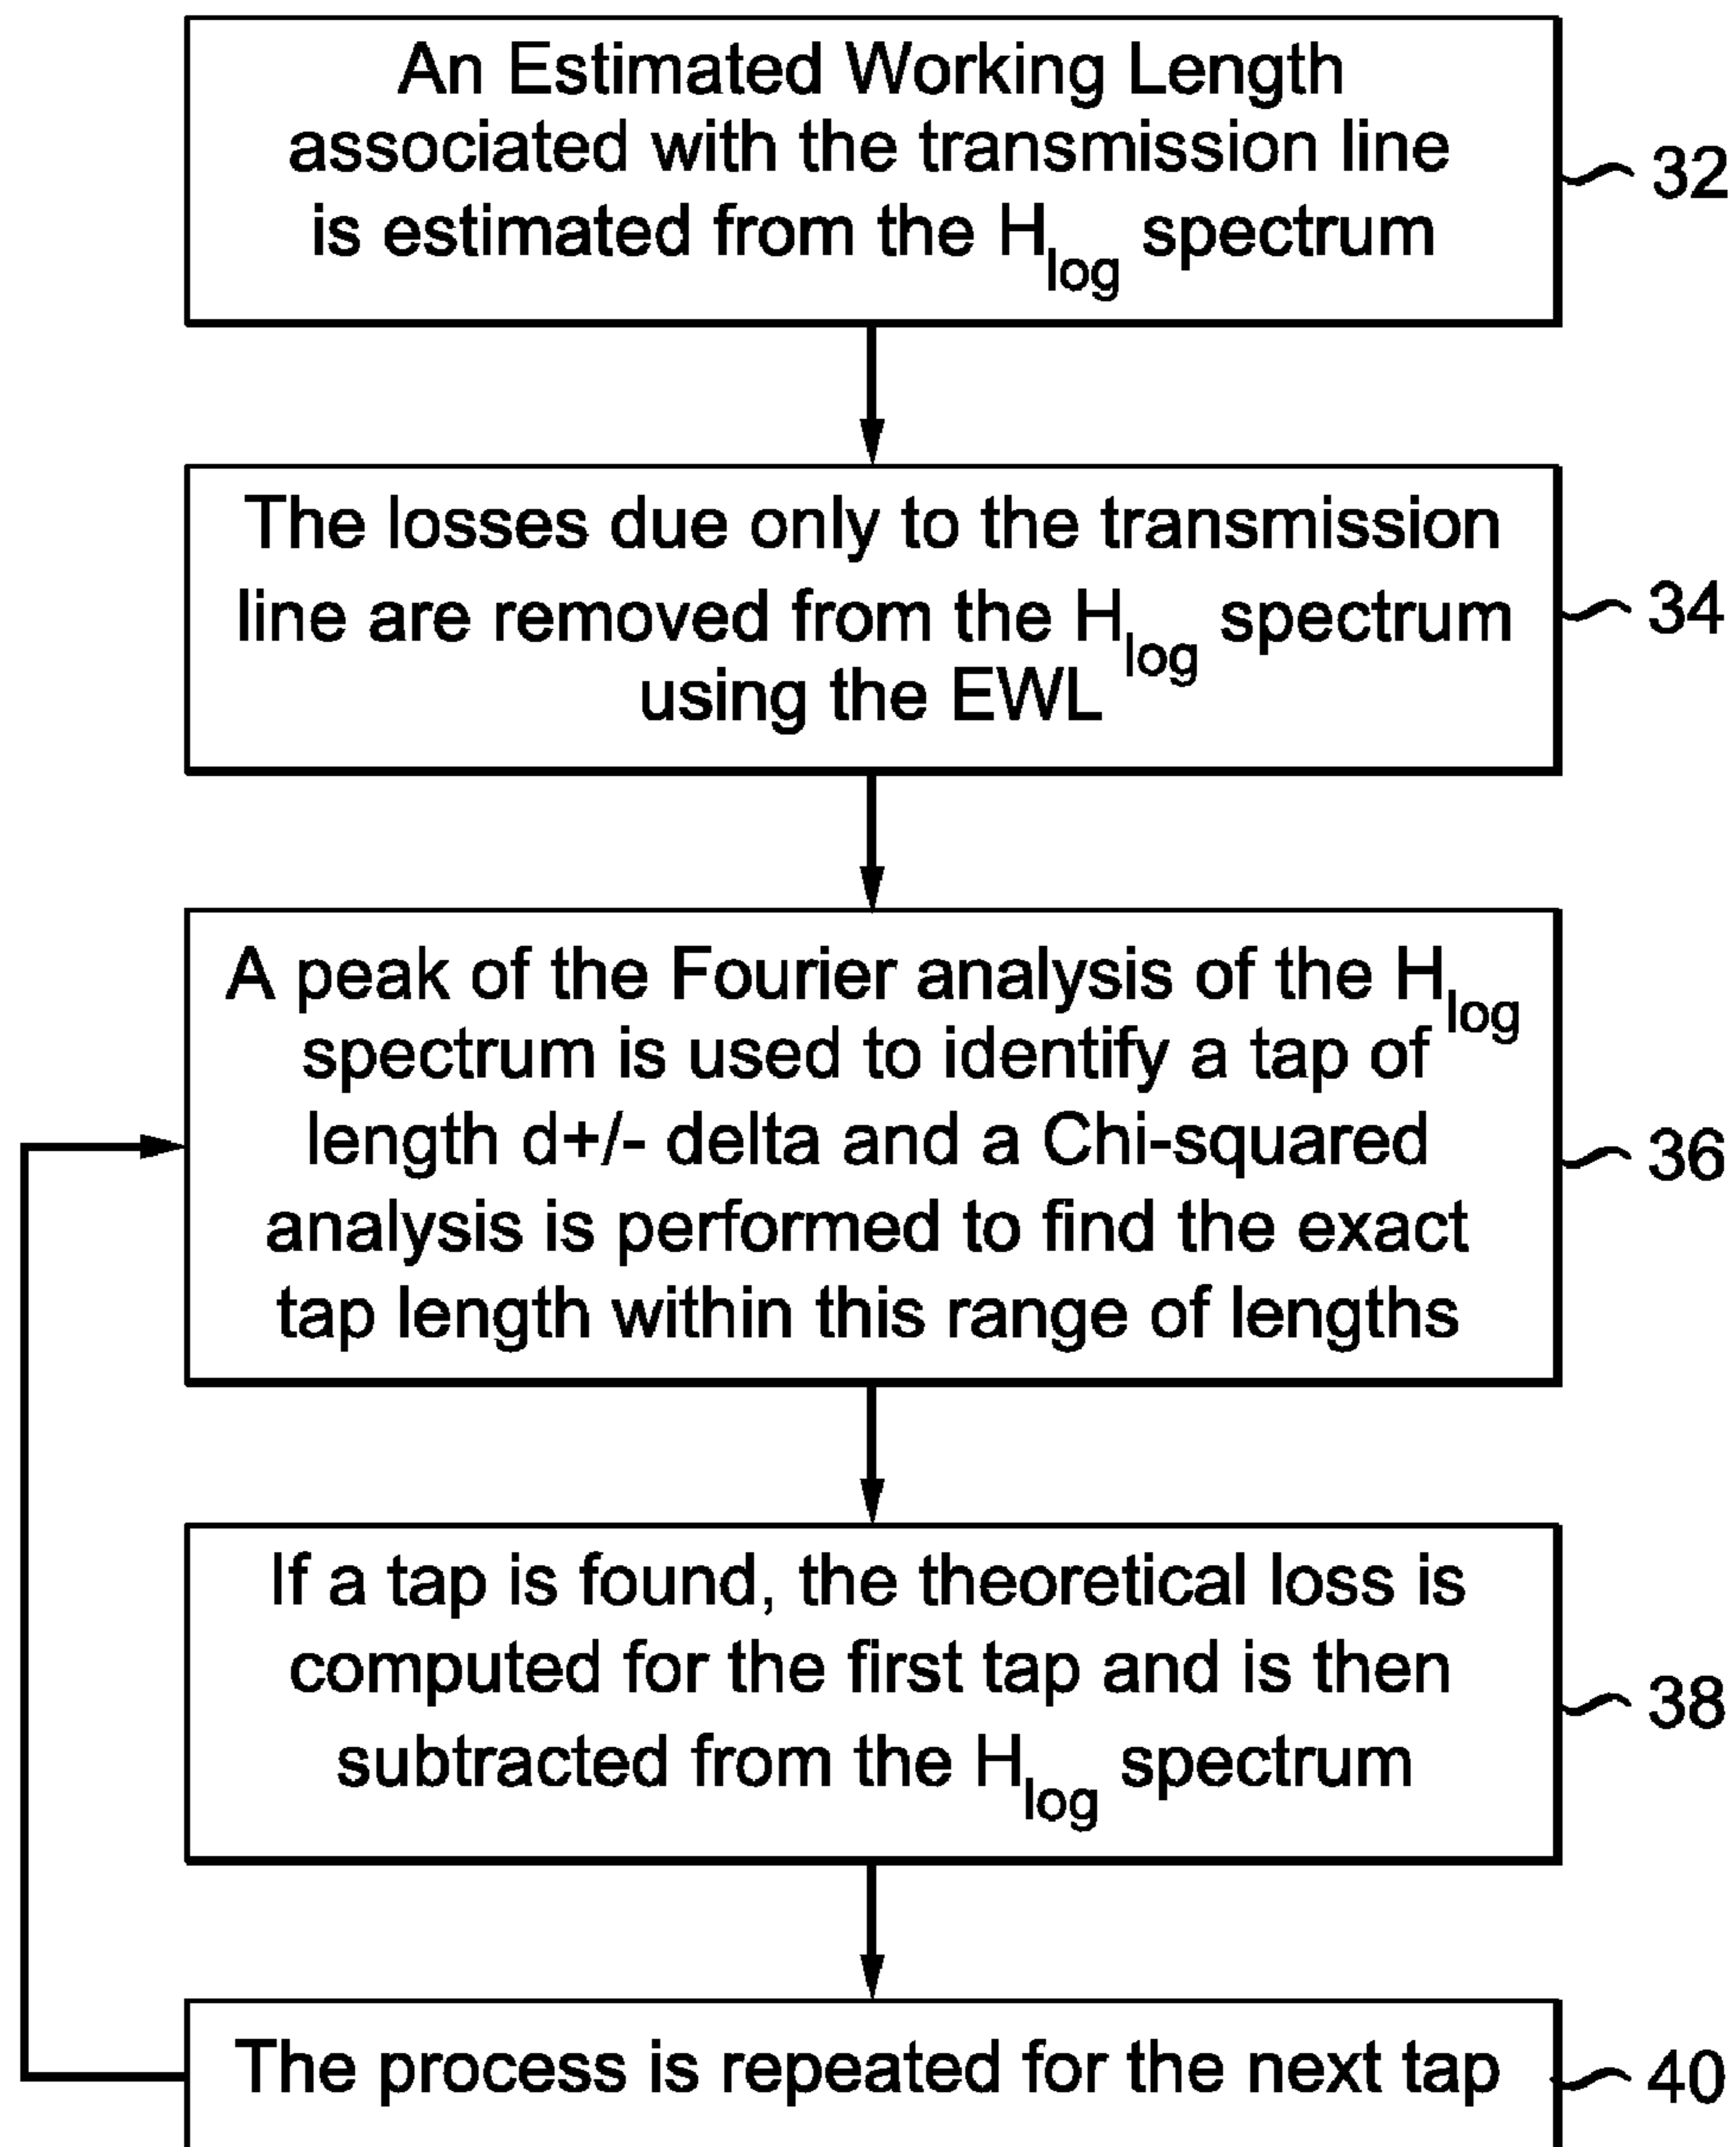 An Estimated Working Length
associated with the transmission line
is estimated from the Hlog spectrum
32
The losses due only to the transmission
line are removed from the Hlog spectrum
using the EWL
34
A peak of the Fourier analysis of the Hlog
spectrum is used to identify a tap of
length d+/- delta and a Chi-squared
analysis is performed to find the exact
tap length within this range of lengths
36
If a tap is found, the theoretical loss is
computed for the first tap and is then
subtracted from the Hlog spectrum
38
The process is repeated for the next tap
40